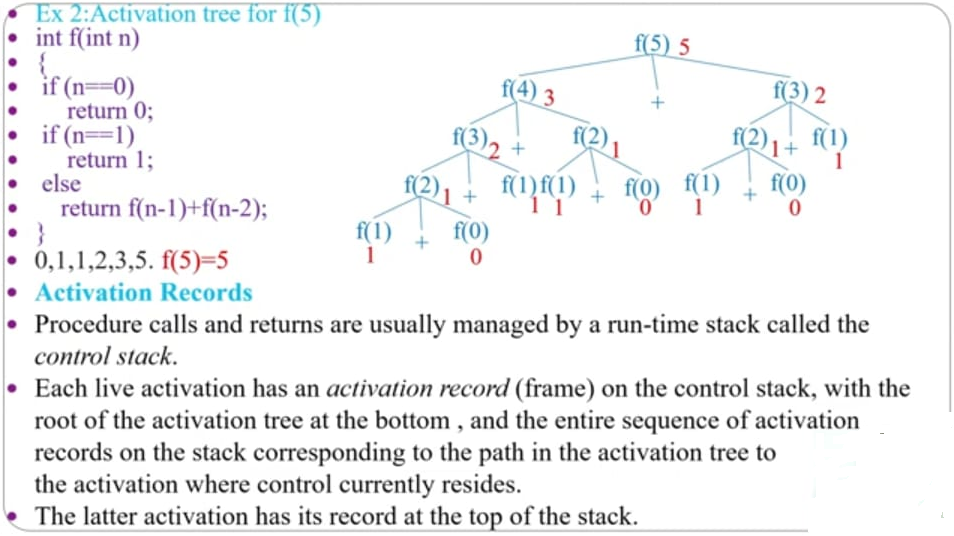 • Ex 2:Activation tree for f(5)
• int f(int n)
• {
• if (n==0)
• return 0;
• if (n==1)
• return 1;
• else
• return f(n-1)+f(n-2);
• }
• 0,1,1,2,3,5. f(5)=5
f(5) 5
f(4) 3 + f(3) 2
f(3) 2 + f(2) 1 f(2) 1 + f(1) 1
f(2) 1 + f(1) 1 f(1) 1 + f(0) 0 f(1) 1 + f(0) 0
f(1) 1 + f(0) 0
• Activation Records
• Procedure calls and returns are usually managed by a run-time stack called the
control stack.
• Each live activation has an activation record (frame) on the control stack, with the
root of the activation tree at the bottom , and the entire sequence of activation
records on the stack corresponding to the path in the activation tree to
the activation where control currently resides.
• The latter activation has its record at the top of the stack.